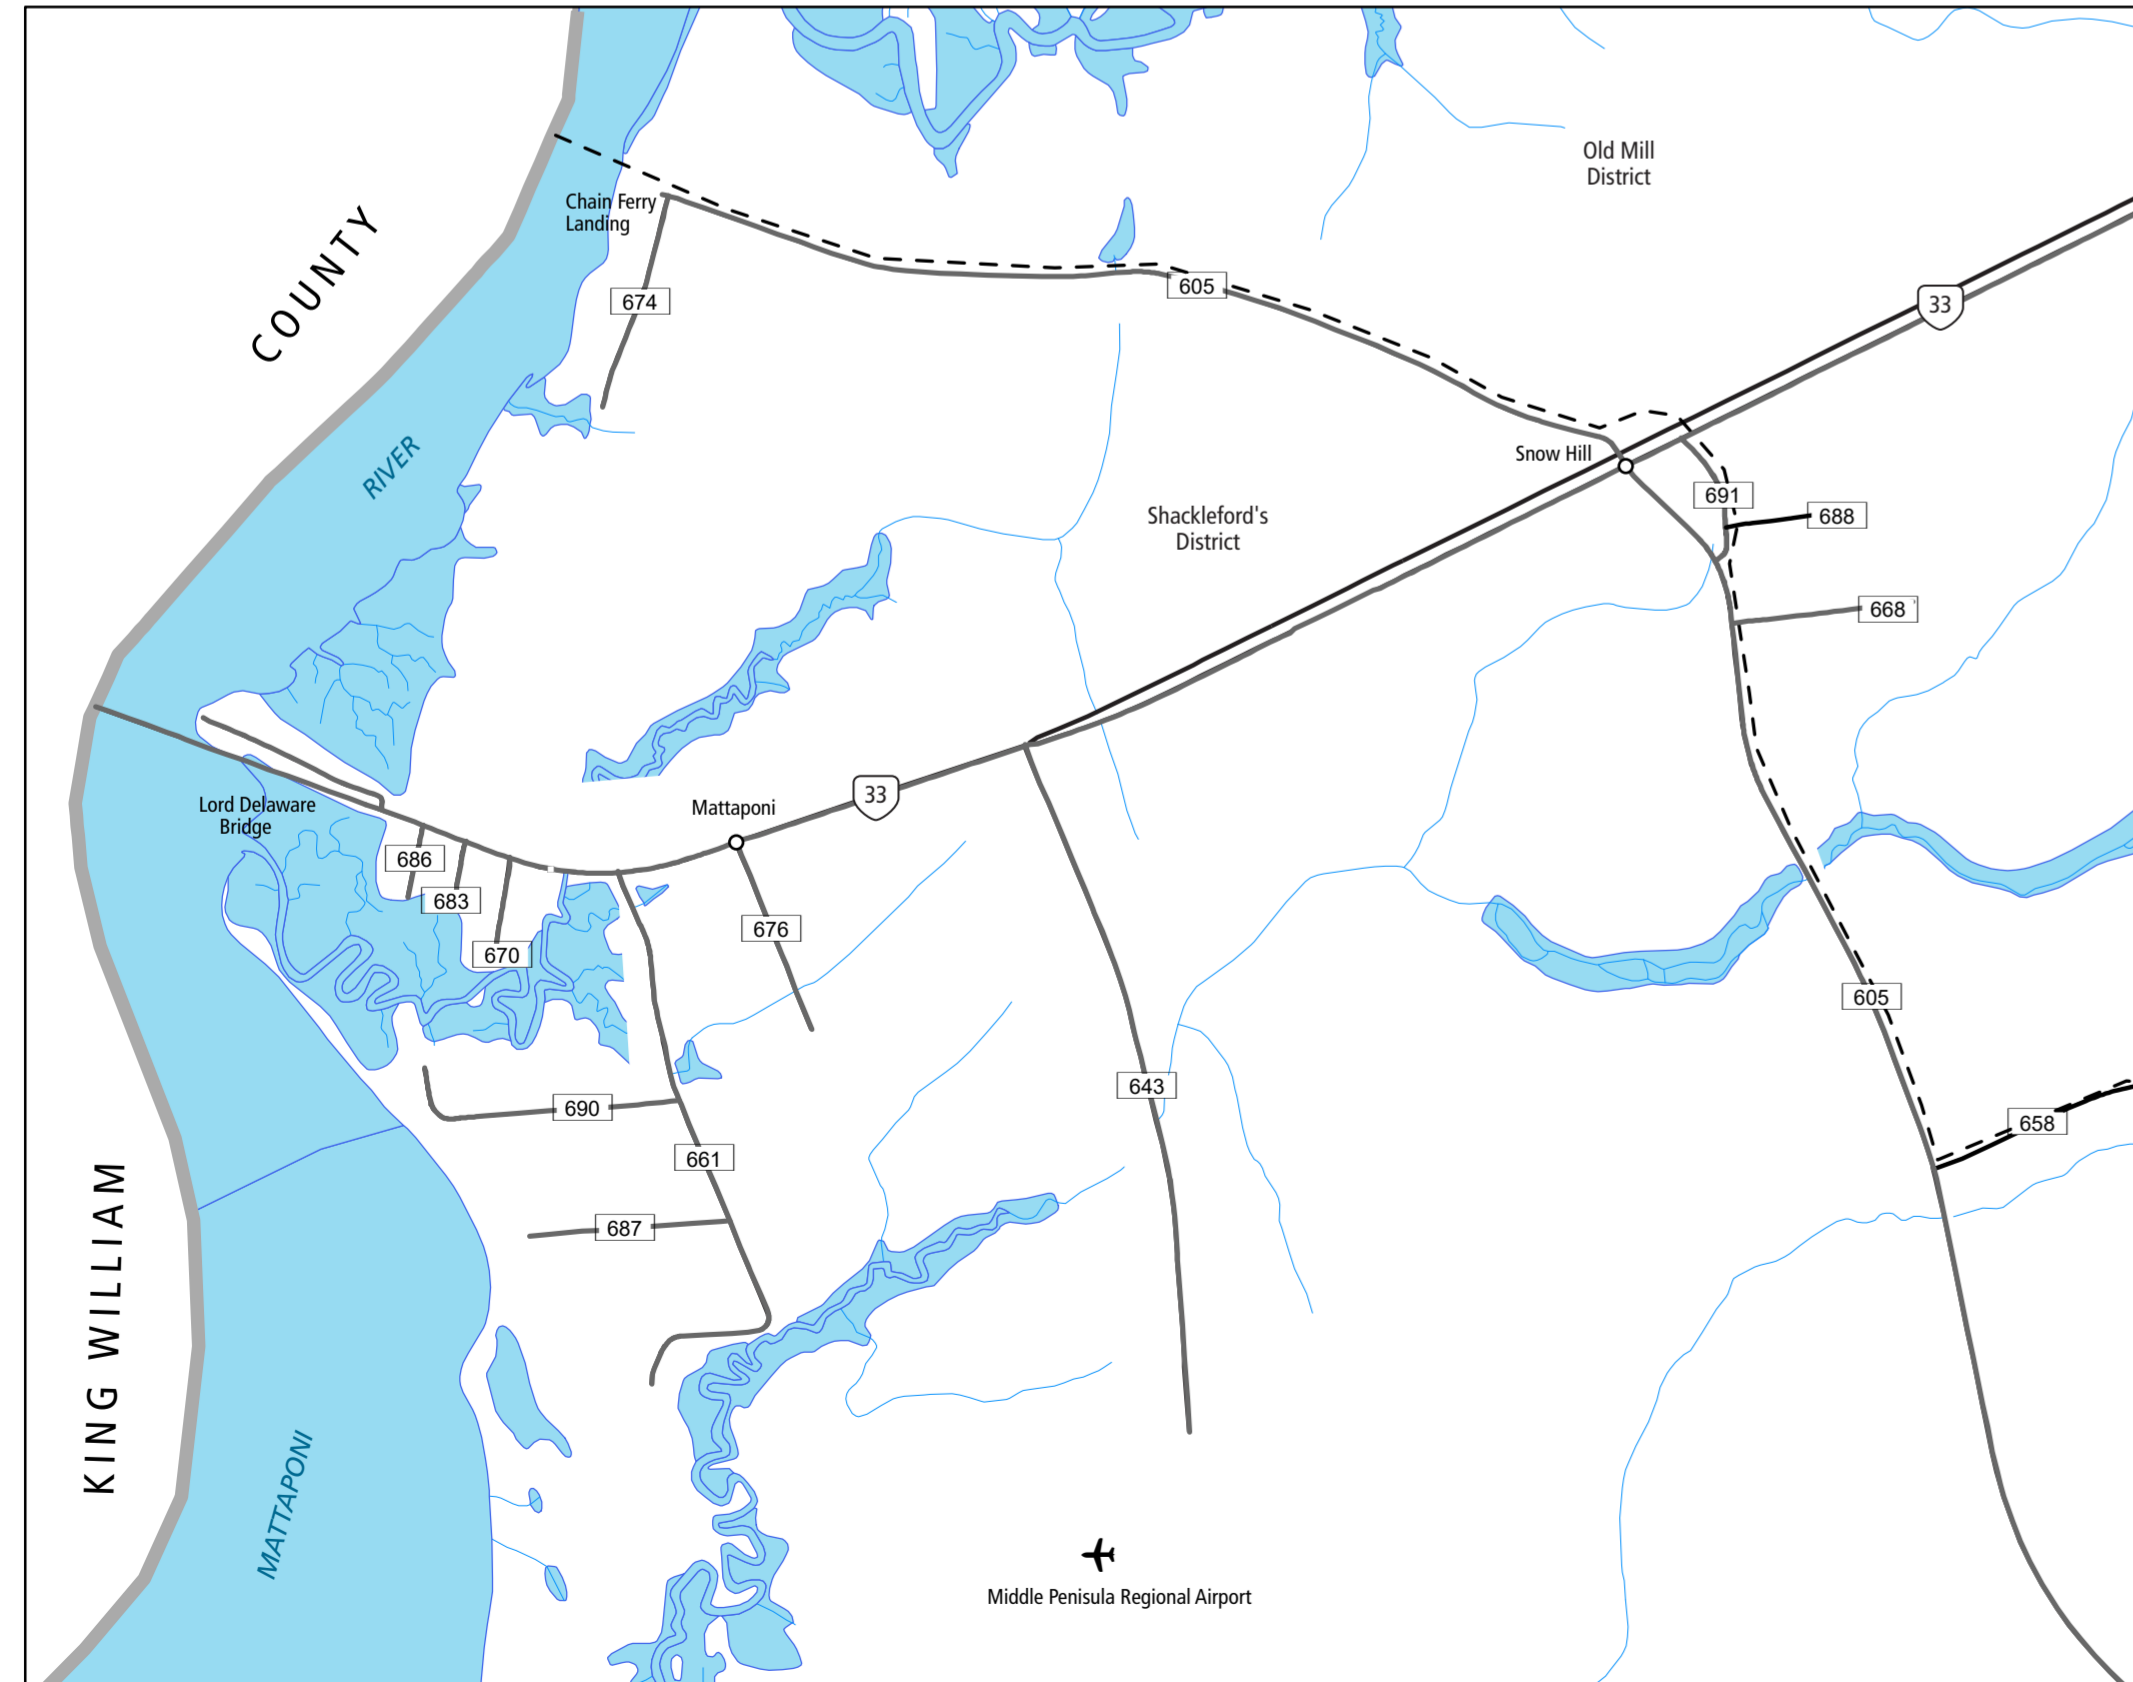 Old Mill
District
Chain Ferry
Landing
COUNTY
605
674
33
RIVER
Snow Hill
691
688
Shackleford's
District
668
Lord Delaware
Bridge
Mattaponi
33
686
683
676
670
605
643
690
658
661
687
KING WILLIAM
MATTAPONI
Middle Penisula Regional Airport